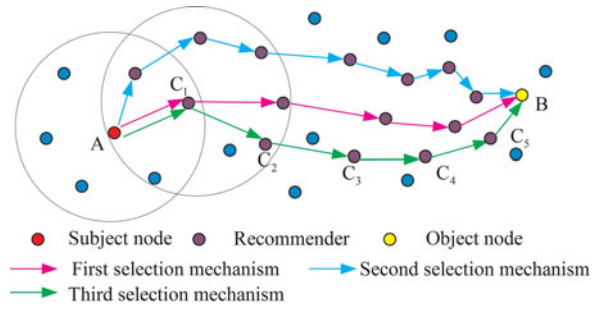 C1
B
A
C5
C2
C3
C4
Subject node Recommender Object node
First selection mechanism Second selection mechanism
Third selection mechanism